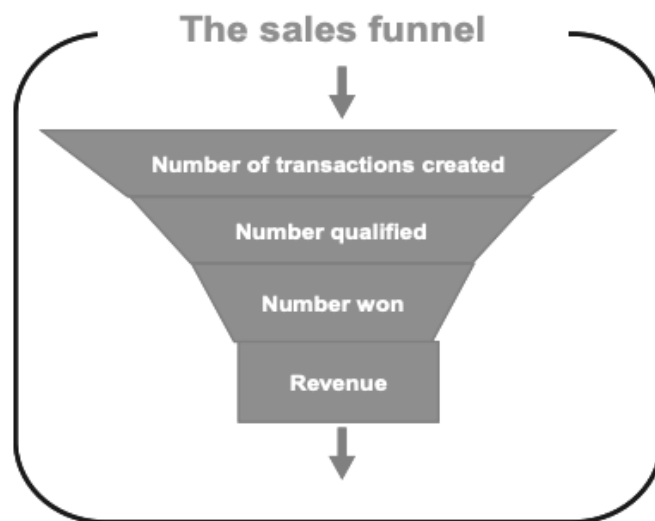 The sales funnel
Number of transactions created
Number qualified
Number won
Revenue